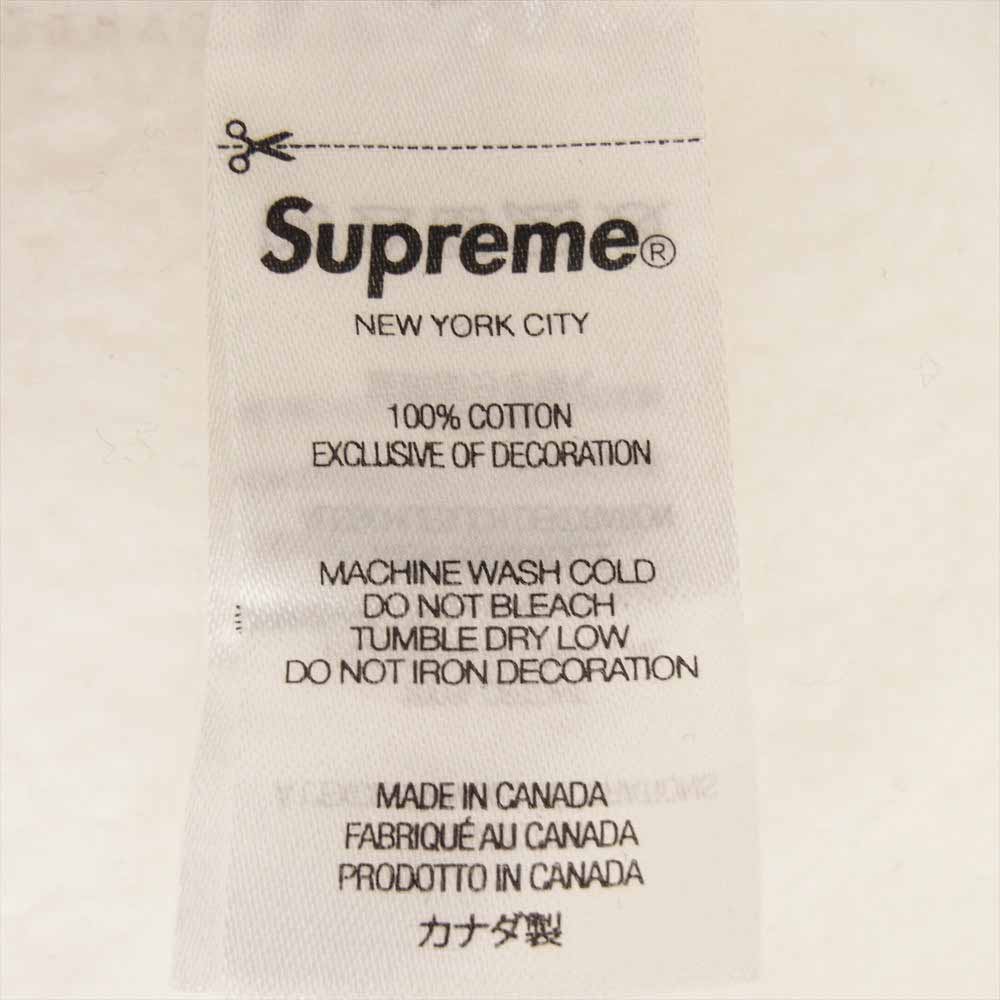 Supreme®
NEW YORK CITY
100% COTTON
EXCLUSIVE OF DECORATION
MACHINE WASH COLD
DO NOT BLEACH
TUMBLE DRY LOW
DO NOT IRON DECORATION
MADE IN CANADA
FABRIQUÉ AU CANADA
PRODOTTO IN CANADA
カナダ製